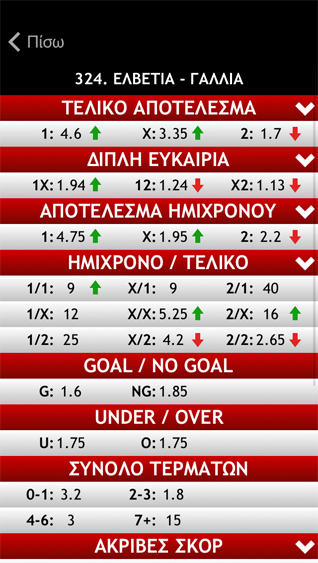 Πίσω
324. ΕΛΒΕΤΙΑ - ΓΑΛΛΙΑ
ΤΕΛΙΚΟ ΑΠΟΤΕΛΕΣΜΑ
1: 4.6 X: 3.35 2: 1.7
ΔΙΠΛΗ ΕΥΚΑΙΡΙΑ
1X: 1.94 12: 1.24 X2: 1.13
ΑΠΟΤΕΛΕΣΜΑ ΗΜΙΧΡΟΝΟΥ
1: 4.75 X: 1.95 2: 2.2
ΗΜΙΧΡΟΝΟ / ΤΕΛΙΚΟ
1/1: 9 X/1: 9 2/1: 40
1/X: 12 X/X: 5.25 2/X: 16
1/2: 25 X/2: 4.2 2/2: 2.65
GOAL / NO GOAL
G: 1.6 NG: 1.85
UNDER / OVER
U: 1.75 O: 1.75
ΣΥΝΟΛΟ ΤΕΡΜΑΤΩΝ
0-1: 3.2 2-3: 1.8
4-6: 3 7+: 15
ΑΚΡΙΒΕΣ ΣΚΟΡ